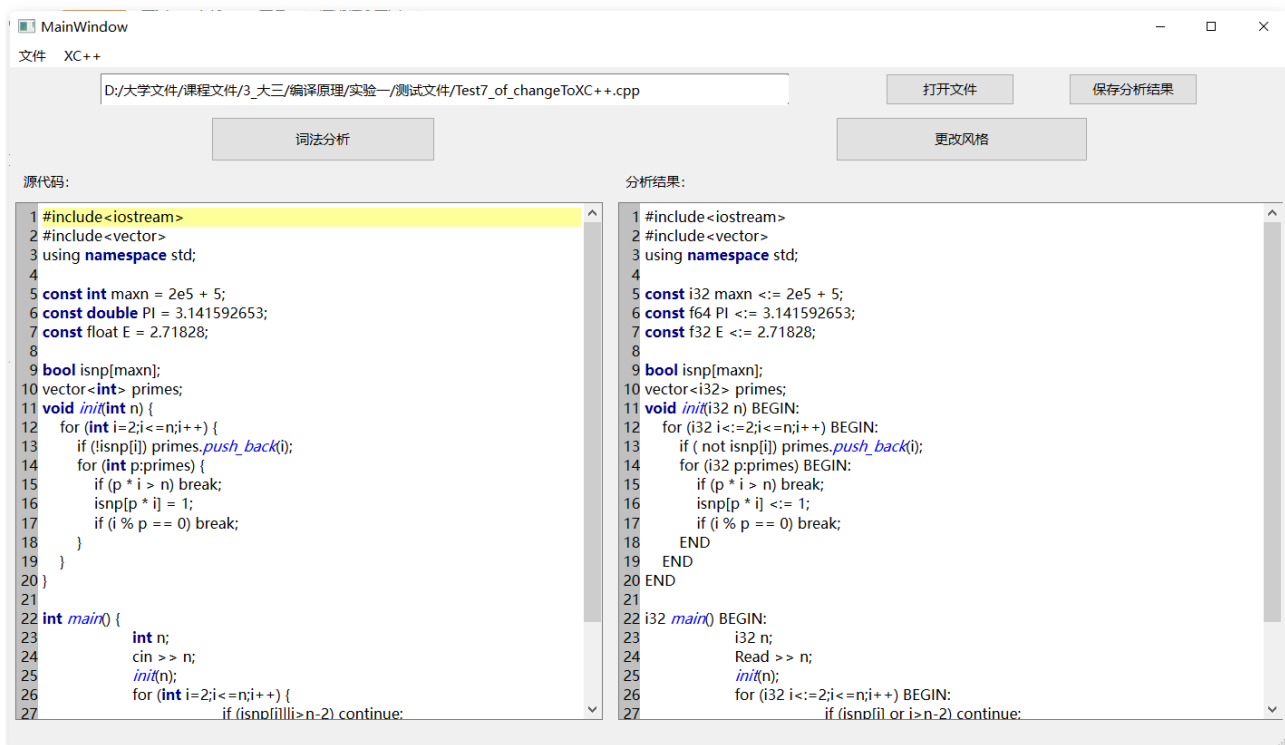 MainWindow
文件 XC++
D:/大学文件/课程文件/3_大三/编译原理/实验一/测试文件/Test7_of_changeToXC++.cpp
打开文件
保存分析结果
词法分析
更改风格
源代码:
1 #include<iostream>
2 #include<vector>
3 using namespace std;
4
5 const int maxn = 2e5 + 5;
6 const double PI = 3.141592653;
7 const float E = 2.71828;
8
9 bool isnp[maxn];
10 vector<int> primes;
11 void init(int n) {
12 for (int i=2;i<=n;i++) {
13 if (!isnp[i]) primes.push_back(i);
14 for (int p:primes) {
15 if (p * i > n) break;
16 isnp[p * i] = 1;
17 if (i % p == 0) break;
18 }
19 }
20 }
21
22 int main() {
23 int n;
24 cin >> n;
25 init(n);
26 for (int i=2;i<=n;i++) {
27 if (isnp[i]||i>n-2) continue;
分析结果:
1 #include<iostream>
2 #include<vector>
3 using namespace std;
4
5 const i32 maxn <:= 2e5 + 5;
6 const f64 PI <:= 3.141592653;
7 const f32 E <:= 2.71828;
8
9 bool isnp[maxn];
10 vector<i32> primes;
11 void init(i32 n) BEGIN:
12 for (i32 i<:=2;i<=n;i++) BEGIN:
13 if ( not isnp[i]) primes.push_back(i);
14 for (i32 p:primes) BEGIN:
15 if (p * i > n) break;
16 isnp[p * i] <:= 1;
17 if (i % p == 0) break;
18 END
19 END
20 END
21
22 i32 main() BEGIN:
23 i32 n;
24 Read >> n;
25 init(n);
26 for (i32 i<:=2;i<=n;i++) BEGIN:
27 if (isnp[i] or i>n-2) continue;